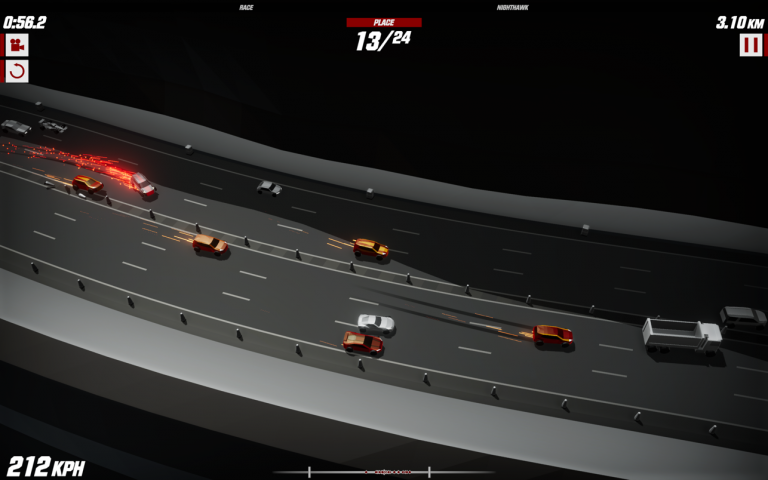 RACE
NIGHTHAWK
0:56.2
PLACE
3.10 KM
13/24
212 KPH